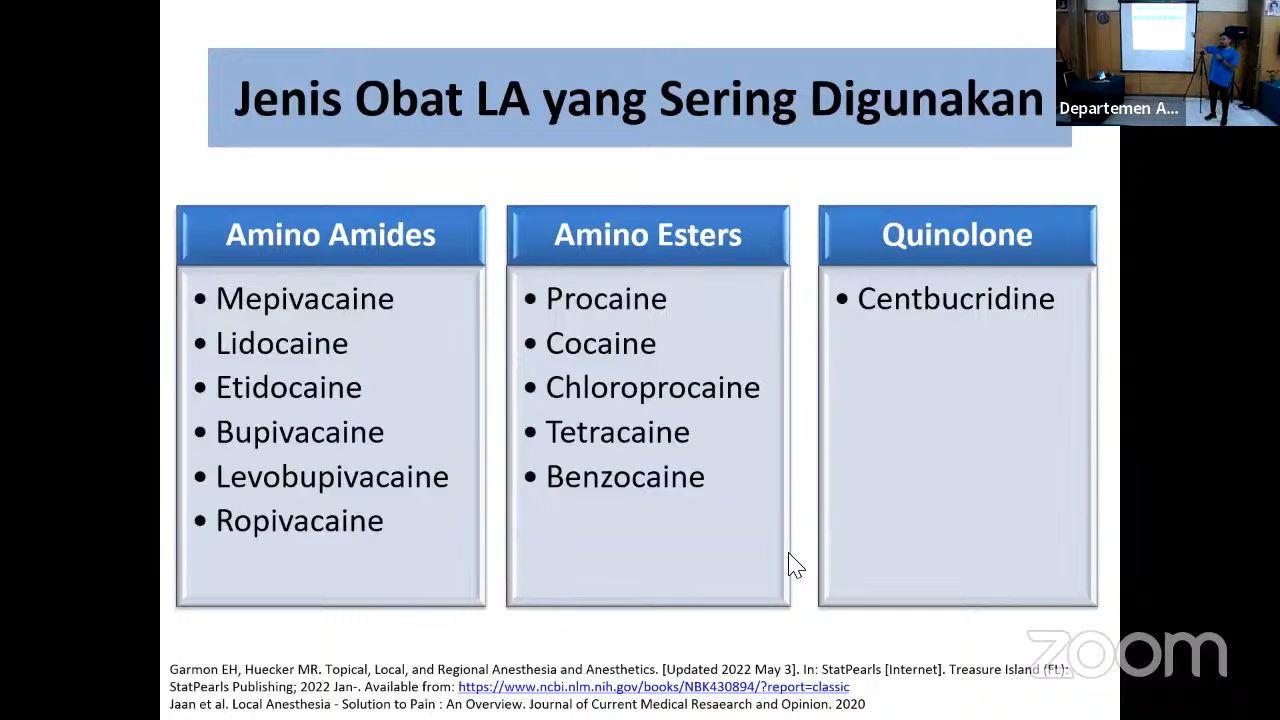 Jenis Obat LA yang Sering Digunakan
Departemen A...
Amino Amides
• Mepivacaine
• Lidocaine
• Etidocaine
• Bupivacaine
• Levobupivacaine
• Ropivacaine
Amino Esters
• Procaine
• Cocaine
• Chloroprocaine
• Tetracaine
• Benzocaine
Quinolone
• Centbucridine
zoom
Garmon EH, Huecker MR. Topical, Local, and Regional Anesthesia and Anesthetics. [Updated 2022 May 3]. In: StatPearls [Internet]. Treasure Island (FL):
StatPearls Publishing; 2022 Jan-. Available from: https://www.ncbi.nlm.nih.gov/books/NBK430894/?report=classic
Jaan et al. Local Anesthesia - Solution to Pain : An Overview. Journal of Current Medical Resaearch and Opinion. 2020